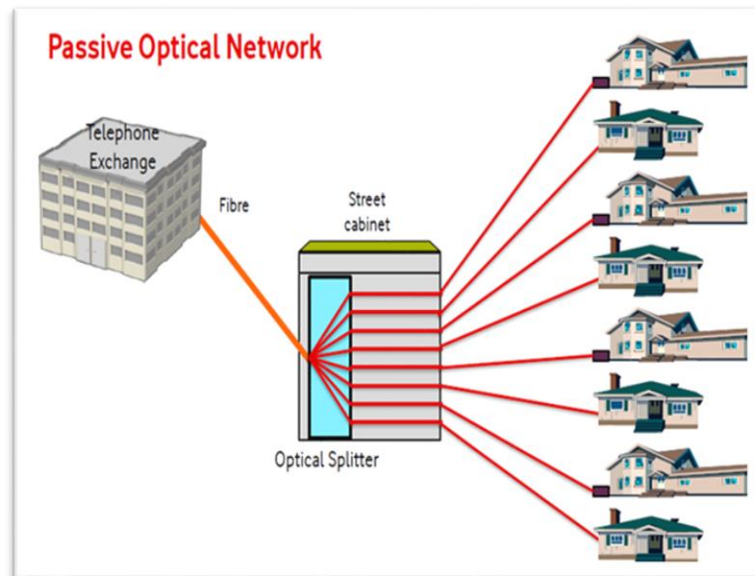 Passive Optical Network
Telephone
Exchange
Fibre
Street
cabinet
Optical Splitter